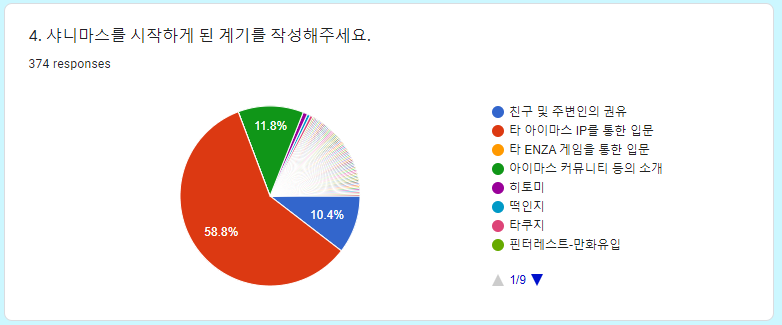 4. 샤니마스를 시작하게 된 계기를 작성해주세요.
374 responses
11.8%
10.4%
58.8%
친구 및 주변인의 권유
타 아이마스 IP를 통한 입문
타 ENZA 게임을 통한 입문
아이마스 커뮤니티 등의 소개
히토미
떡인지
타쿠지
핀터레스트-만화유입
1/9